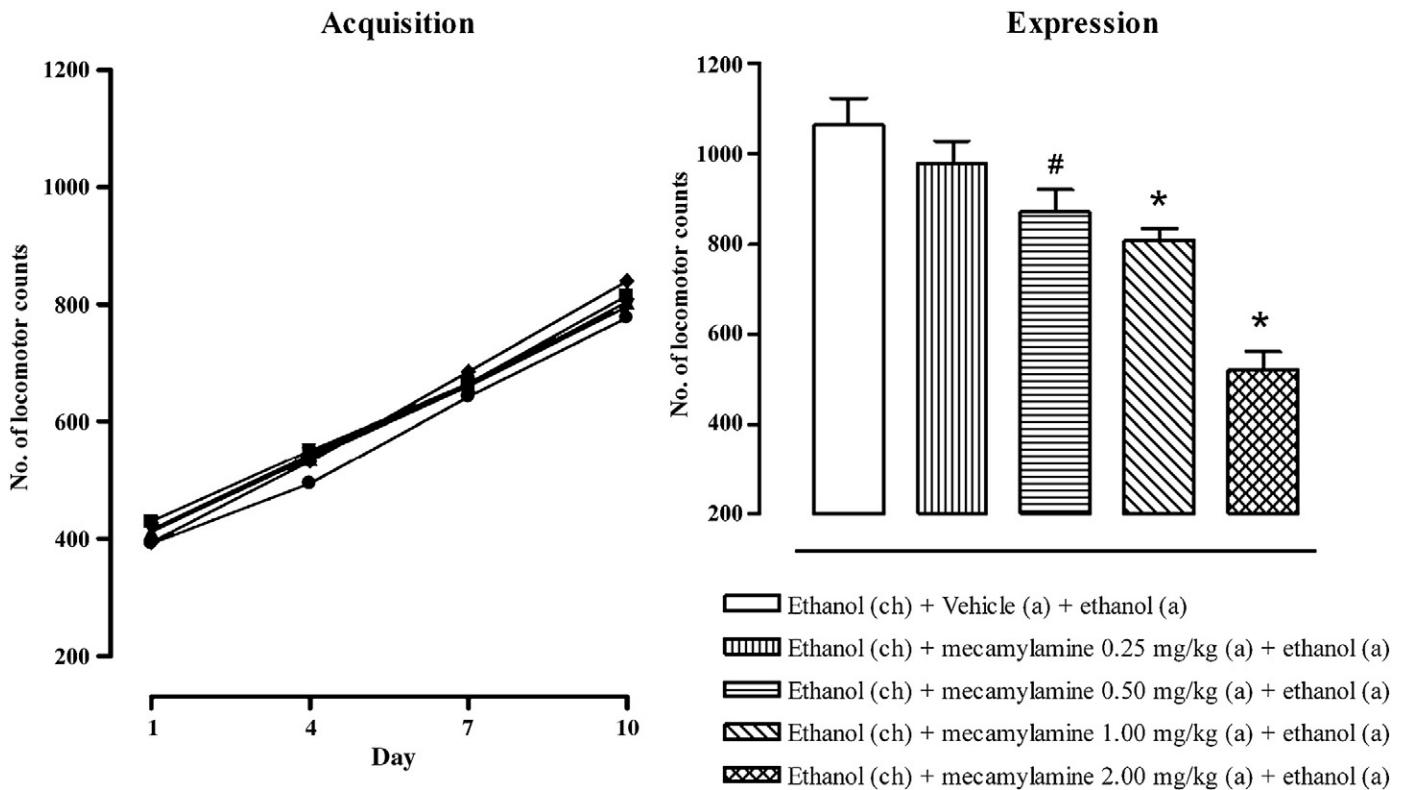 Acquisition
1200
1000
800
600
400
200
No. of locomotor counts
1
4
7
10
Day
Expression
1200
1000
800
600
400
200
No. of locomotor counts
#
*
*
Ethanol (ch) + Vehicle (a) + ethanol (a)
Ethanol (ch) + mecamylamine 0.25 mg/kg (a) + ethanol (a)
Ethanol (ch) + mecamylamine 0.50 mg/kg (a) + ethanol (a)
Ethanol (ch) + mecamylamine 1.00 mg/kg (a) + ethanol (a)
Ethanol (ch) + mecamylamine 2.00 mg/kg (a) + ethanol (a)